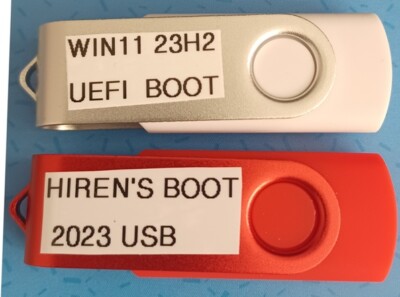 WIN11 23H2
UEFI BOOT
HIREN'S BOOT
2023 USB